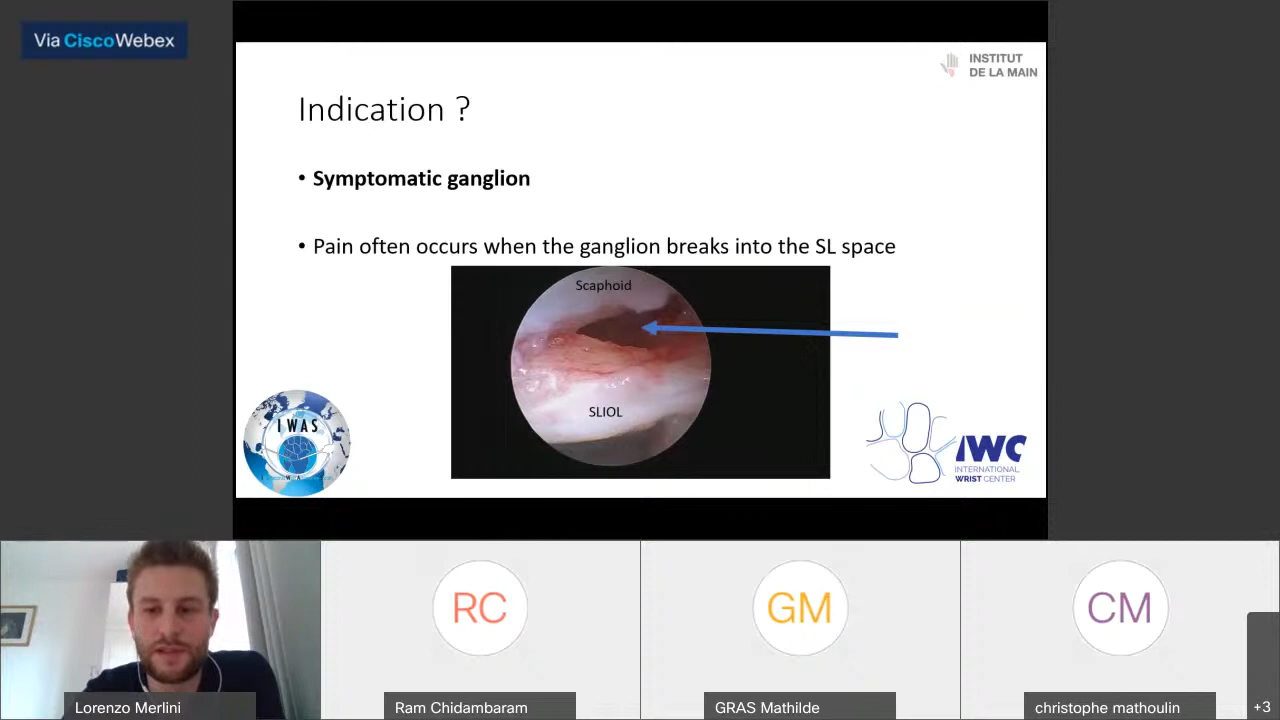 Via Cisco Webex
INSTITUT
DE LA MAIN
Indication ?
• Symptomatic ganglion
• Pain often occurs when the ganglion breaks into the SL space
Scaphoid
SLIOL
IWAS
IWC
INTERNATIONAL
WRIST CENTER
RC
GM
CM
Lorenzo Merlini
Ram Chidambaram
GRAS Mathilde
christophe mathoulin
+3